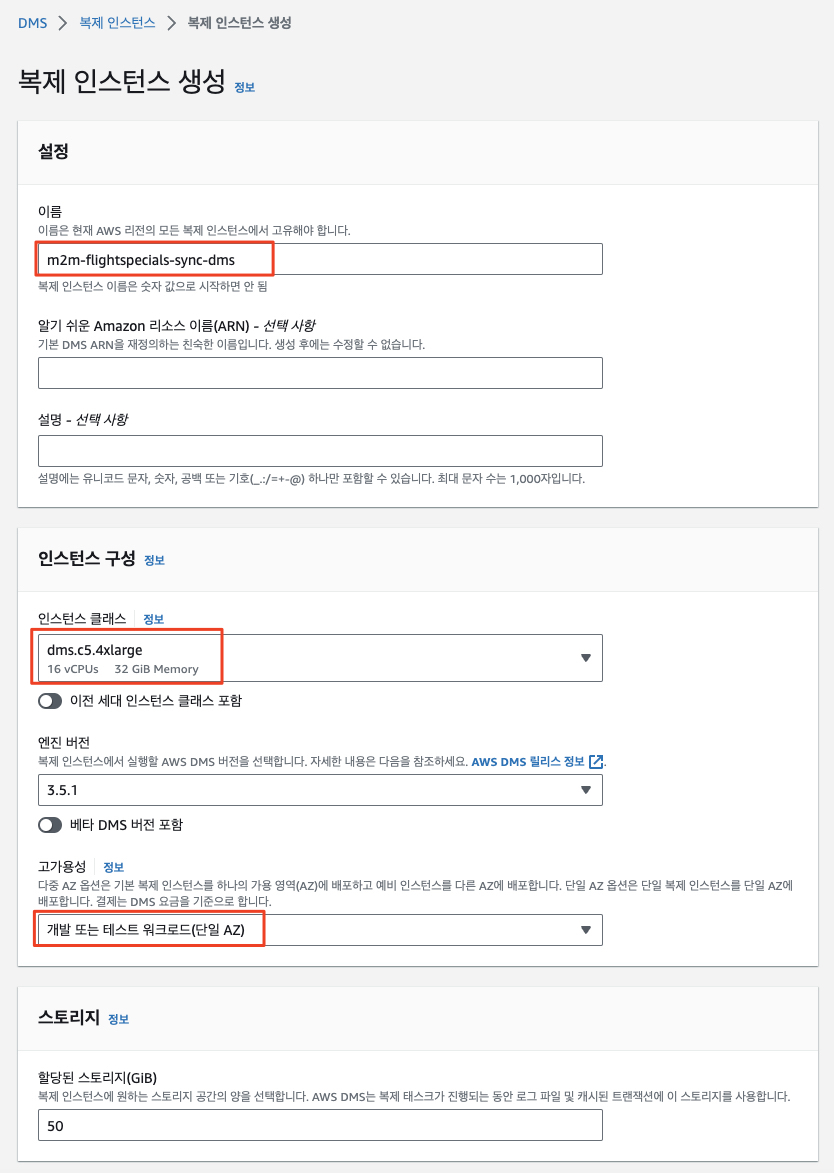 DMS > 복제 인스턴스 > 복제 인스턴스 생성
복제 인스턴스 생성 정보
설정
이름
이름은 현재 AWS 리전의 모든 복제 인스턴스에서 고유해야 합니다.
m2m-flightspecials-sync-dms
복제 인스턴스 이름은 숫자 값으로 시작하면 안 됨
알기 쉬운 Amazon 리소스 이름(ARN) - 선택 사항
기본 DMS ARN을 재정의하는 친숙한 이름입니다. 생성 후에는 수정할 수 없습니다.
설명 - 선택 사항
설명에는 유니코드 문자, 숫자, 공백 또는 기호(_.:/=+-@) 하나만 포함할 수 있습니다. 최대 문자 수는 1,000자입니다.
인스턴스 구성 정보
인스턴스 클래스 정보
dms.c5.4xlarge
16 vCPUs 32 GiB Memory
이전 세대 인스턴스 클래스 포함
엔진 버전
복제 인스턴스에서 실행할 AWS DMS 버전을 선택합니다. 자세한 내용은 다음을 참조하세요. AWS DMS 릴리스 정보.
3.5.1
베타 DMS 버전 포함
고가용성 정보
다중 AZ 옵션은 기본 복제 인스턴스를 하나의 가용 영역(AZ)에 배포하고 예비 인스턴스를 다른 AZ에 배포합니다. 단일 AZ 옵션은 단일 복제 인스턴스를 단일 AZ에
배포합니다. 결제는 DMS 요금을 기준으로 합니다.
개발 또는 테스트 워크로드(단일 AZ)
스토리지 정보
할당된 스토리지(GiB)
복제 인스턴스에 원하는 스토리지 공간의 양을 선택합니다. AWS DMS는 복제 태스크가 진행되는 동안 로그 파일 및 캐시된 트랜잭션에 이 스토리지를 사용합니다.
50